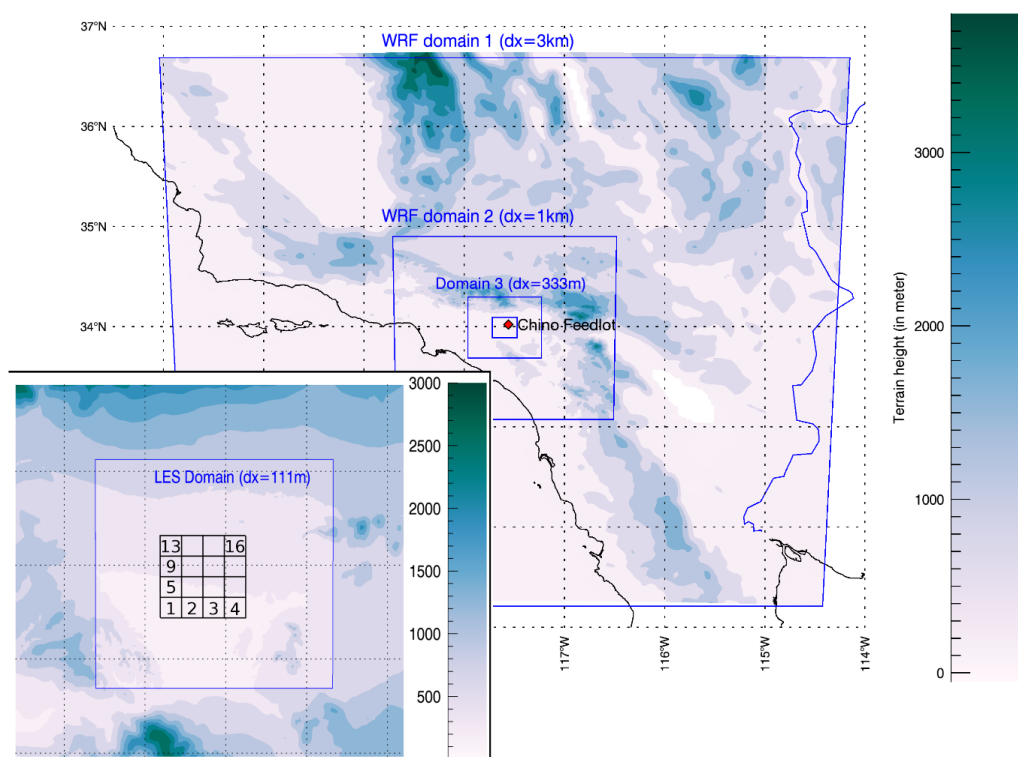 37°N
WRF domain 1 (dx=3km)
36°N
35°N
WRF domain 2 (dx=1km)
Domain 3 (dx=333m)
34°N
Chino Feedlot
117°W
116°W
115°W
114°W
3000
2000
1000
0
Terrain height (in meter)
LES Domain (dx=111m)
13 16
9
5
1 2 3 4
3000
2500
2000
1500
1000
500